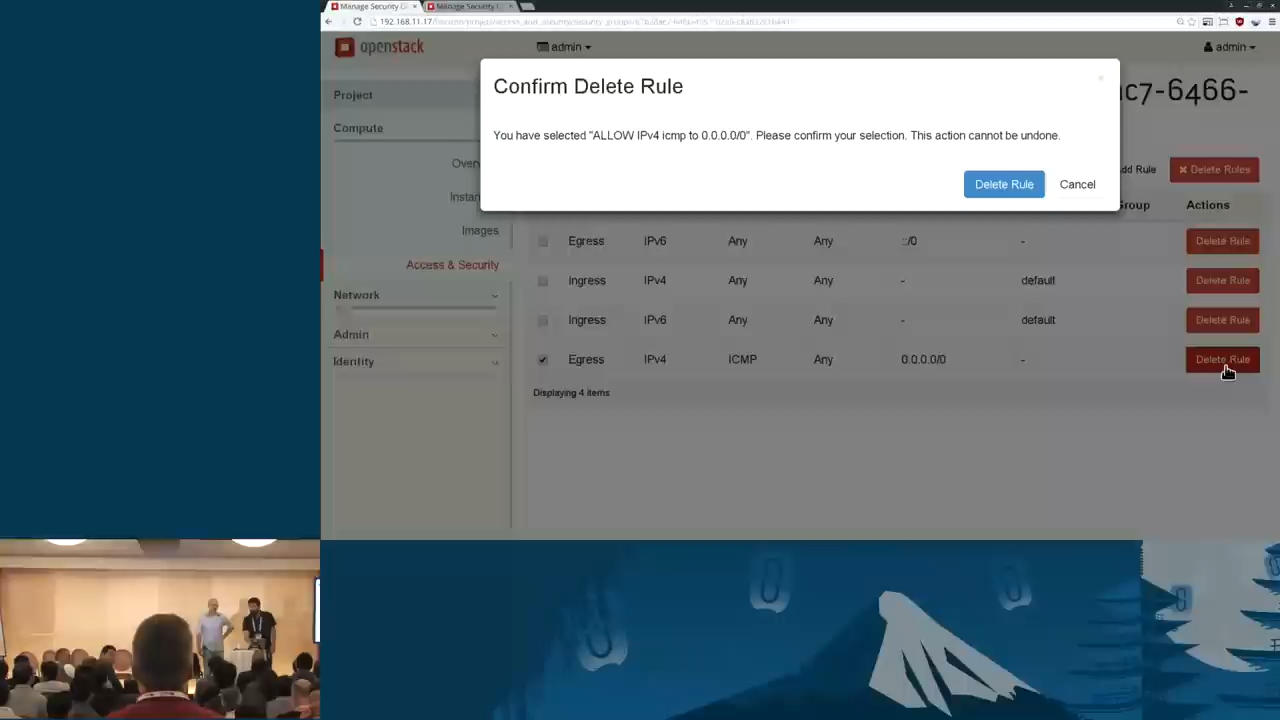 Manage Security G
Manage Security G
192.168.11.17
openstack
admin
admin
Confirm Delete Rule
×
You have selected "ALLOW IPv4 icmp to 0.0.0.0/0". Please confirm your selection. This action cannot be undone.
Delete Rule
Cancel
ac7-6466-
Project
Compute
Images
Access & Security
Network
Admin
Identity
dd Rule
Delete Rules
Group
Actions
Egress IPv6 Any Any ::/0 - Delete Rule
Ingress IPv4 Any Any - default Delete Rule
Ingress IPv6 Any Any - default Delete Rule
Egress IPv4 ICMP Any 0.0.0.0/0 - Delete Rule
Displaying 4 items